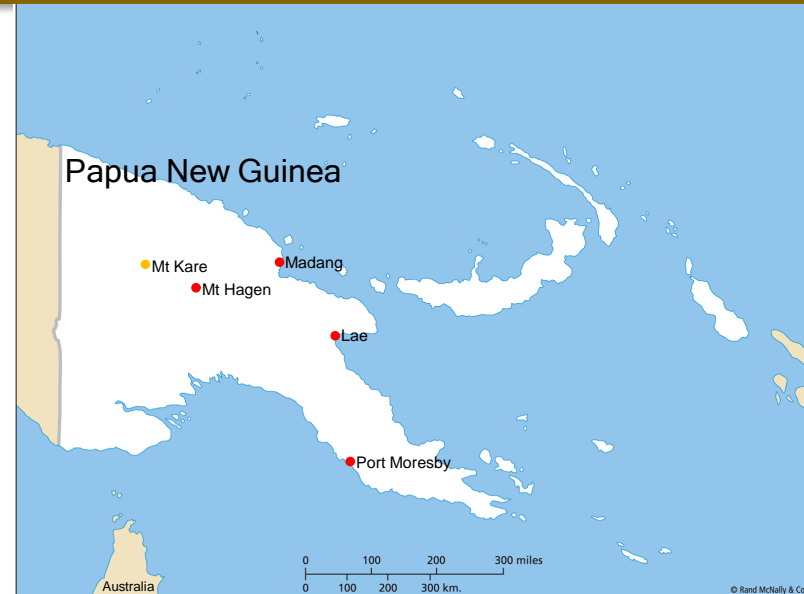 Papua New Guinea
Madang
Mt Kare
Mt Hagen
Lae
Port Moresby
0 100 200 300 miles
0 100 200 300 km.
Australia
© Rand McNally & Co